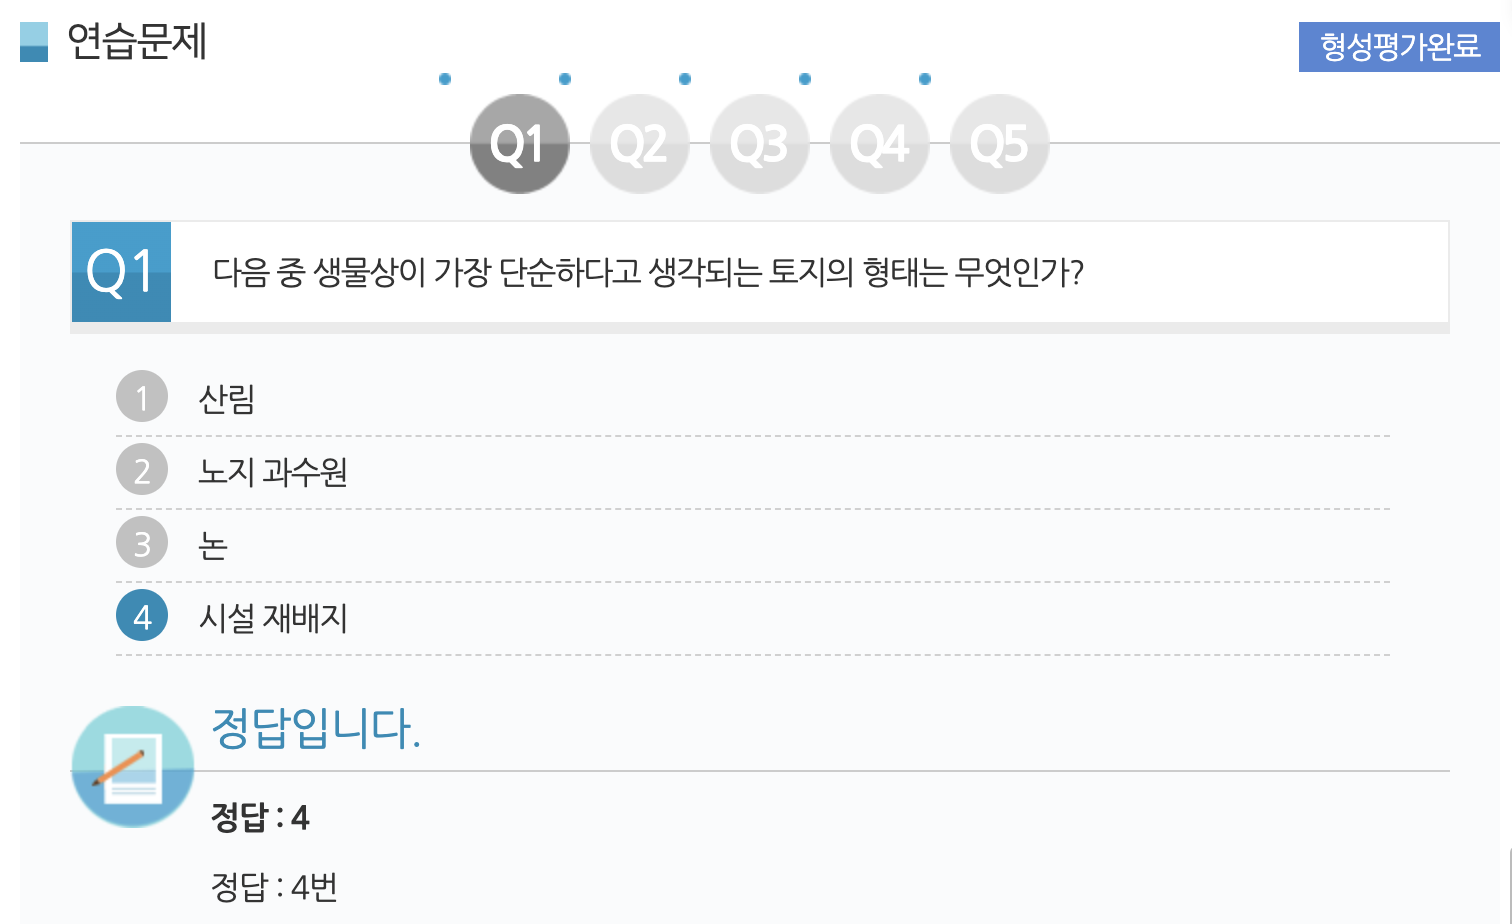 연습문제
형성평가완료
Q1 Q2 Q3 Q4 Q5
Q1 다음 중 생물상이 가장 단순하다고 생각되는 토지의 형태는 무엇인가?
1 산림
2 노지 과수원
3 논
4 시설 재배지
정답입니다.
정답 : 4
정답 : 4번